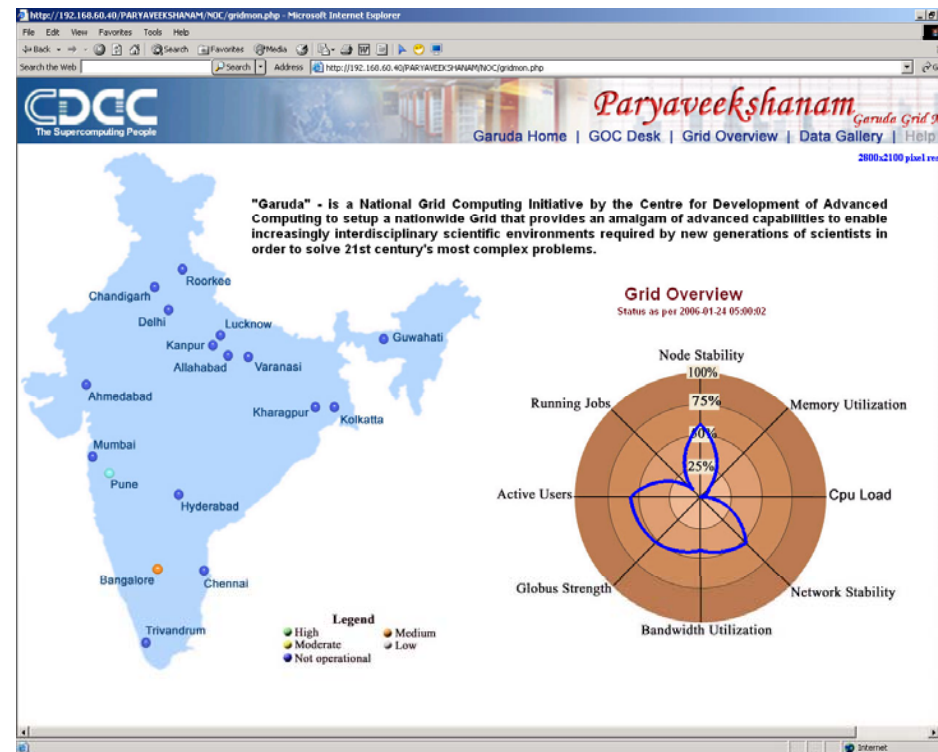 http://192.168.60.40/PARYAVEEKSHANAM/NOC/gridmon.php - Microsoft Internet Explorer
File Edit View Favorites Tools Help
Back Search Favorites Media
Search the Web Search Address http://192.168.60.40/PARYAVEEKSHANAM/NOC/gridmon.php
CDAC
The Supercomputing People
Paryaveekshanam
Garuda Grid
Garuda Home | GOC Desk | Grid Overview | Data Gallery | Help
2800x2100 pixel res
"Garuda" - is a National Grid Computing Initiative by the Centre for Development of Advanced
Computing to setup a nationwide Grid that provides an amalgam of advanced capabilities to enable
increasingly interdisciplinary scientific environments required by new generations of scientists in
order to solve 21st century's most complex problems.
Roorkee
Chandigarh
Delhi
Lucknow
Kanpur
Allahabad
Varanasi
Guwahati
Ahmedabad
Kharagpur
Kolkatta
Mumbai
Pune
Hyderabad
Bangalore
Chennai
Trivandrum
Legend
High
Medium
Moderate
Low
Not operational
Grid Overview
Status as per 2006-01-24 05:00:02
Node Stability
100%
Running Jobs
75%
Memory Utilization
50%
25%
Active Users
Cpu Load
Globus Strength
Network Stability
Bandwidth Utilization
Internet